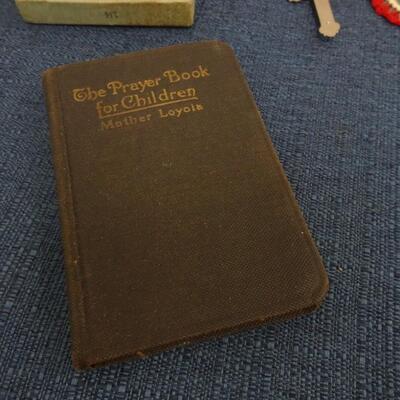 The Prayer Book
for Children
Mother Loyola